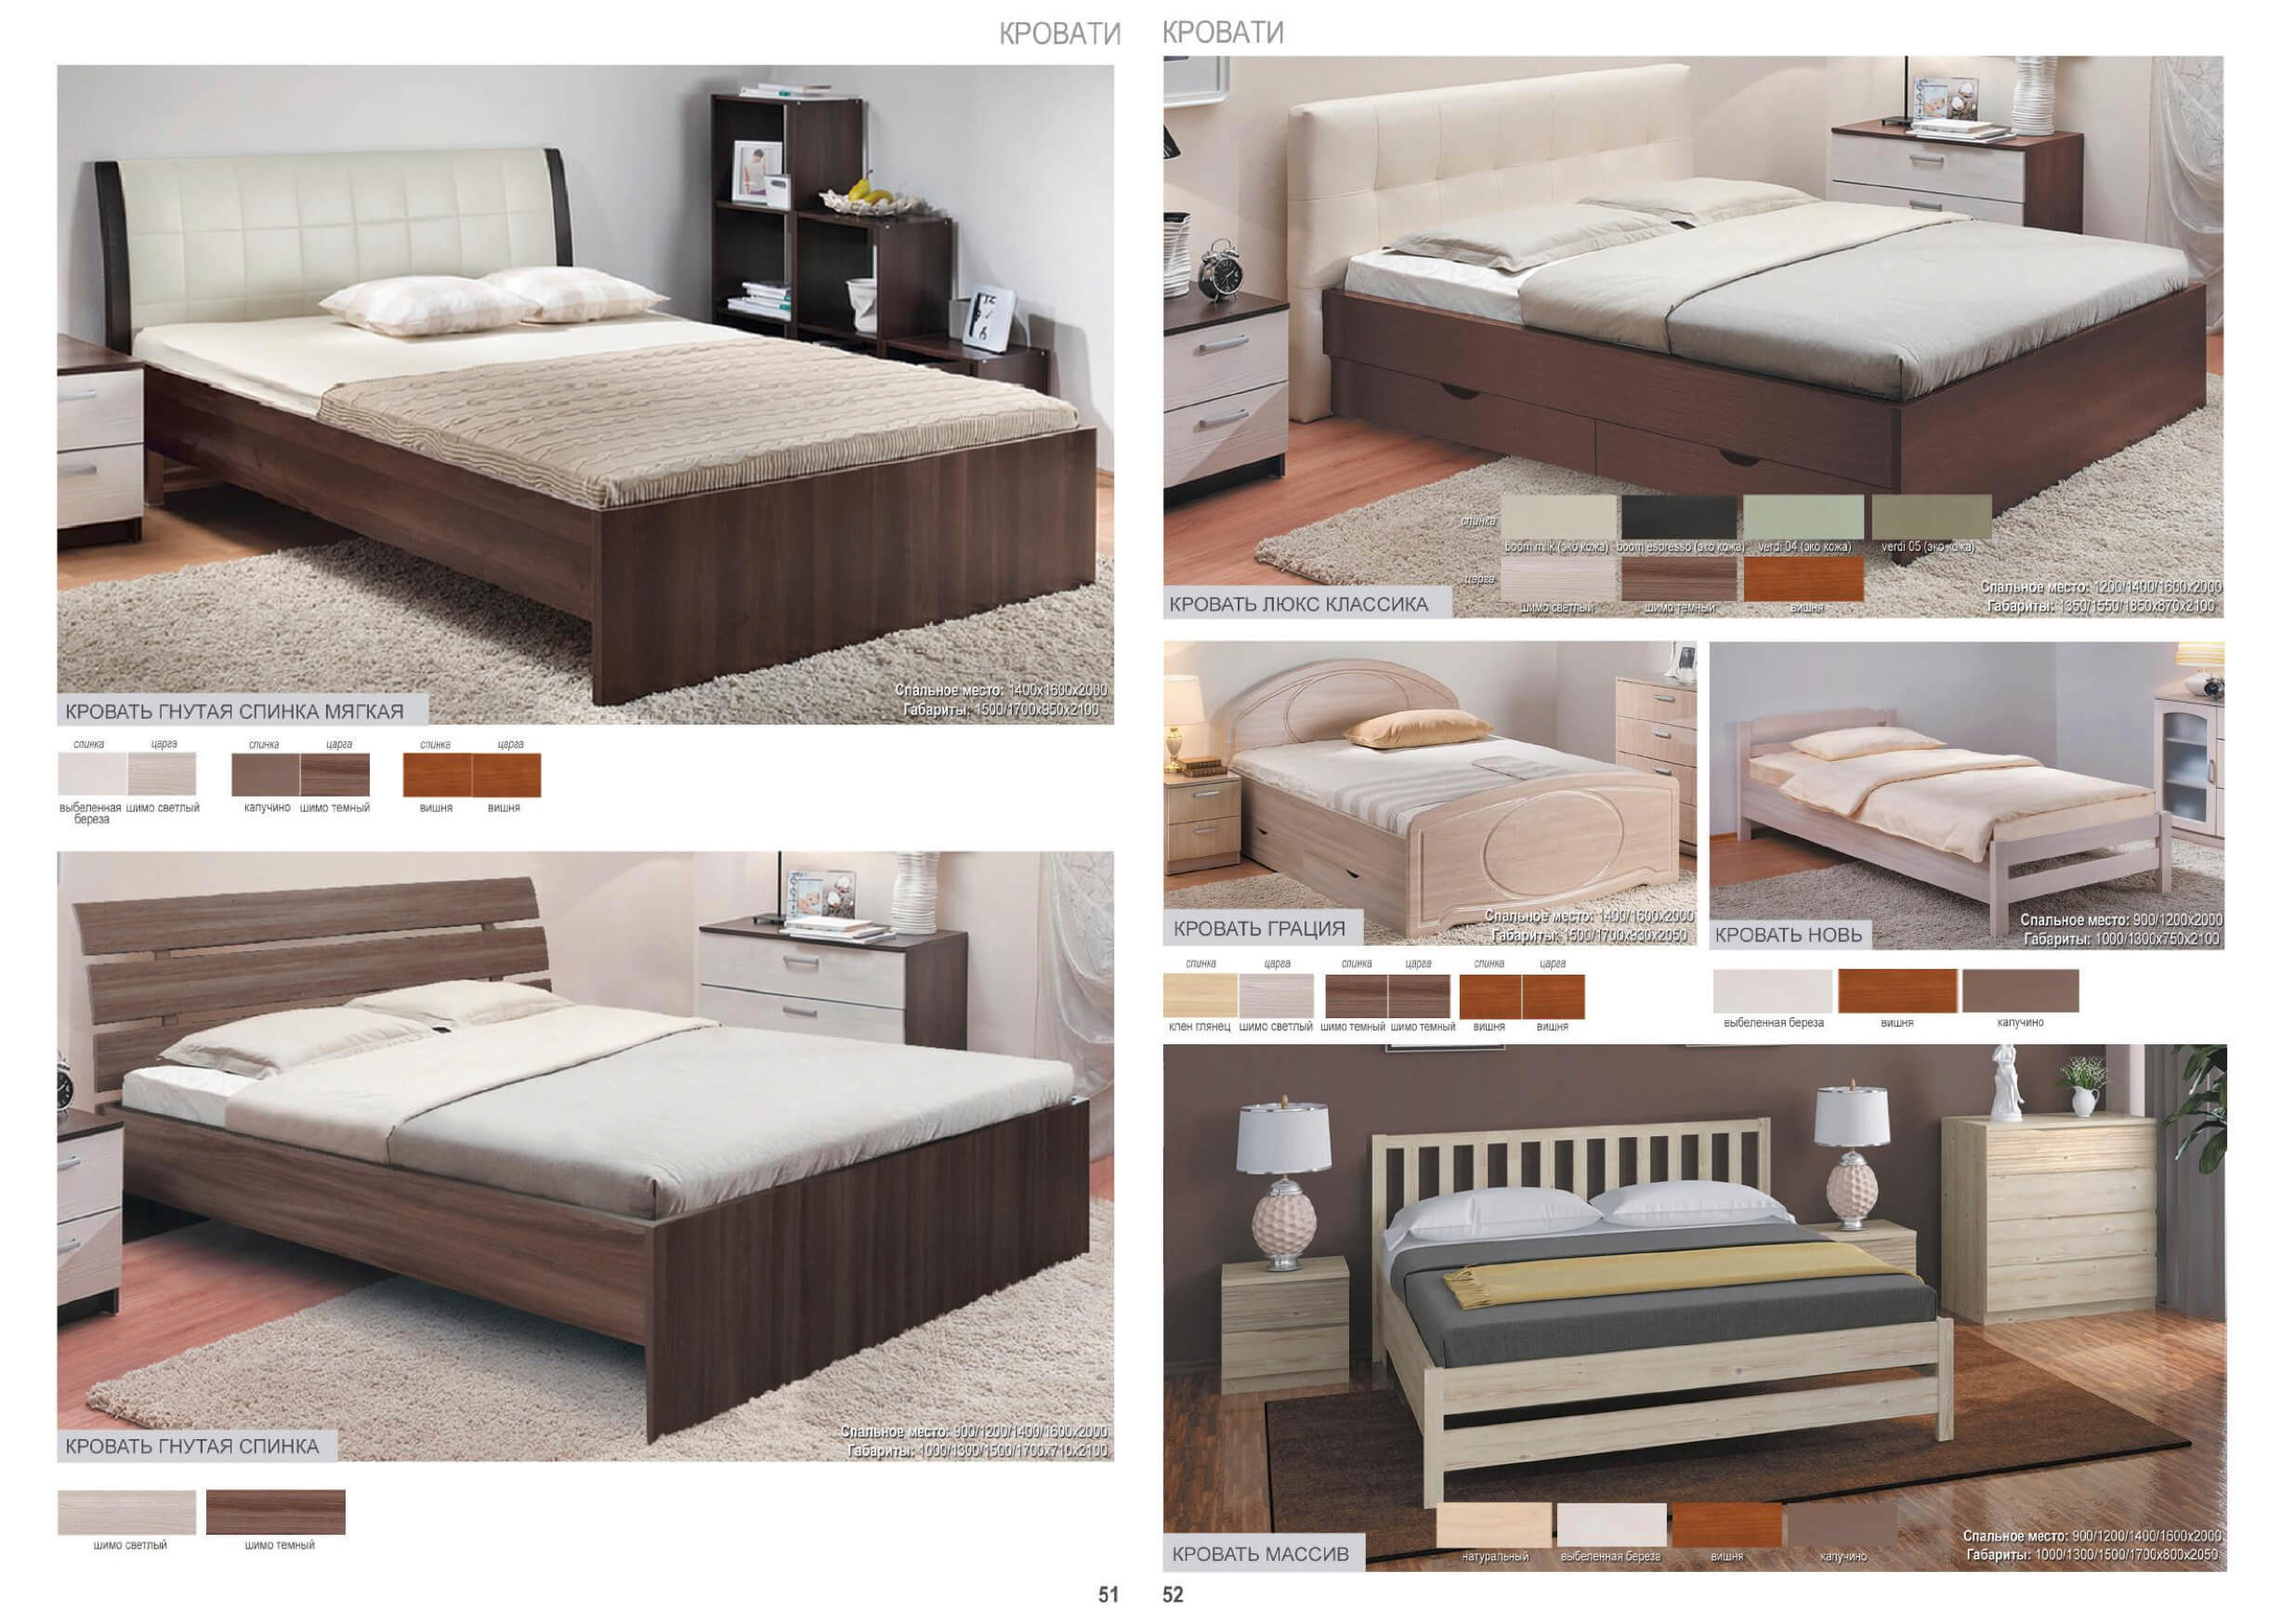 КРОВАТИ
КРОВАТЬ ГНУТАЯ СПИНКА МЯГКАЯ
Спальное место: 1400х1600х2000
Габариты: 1500/1700х950х2100
спинка царга спинка царга спинка царга
выбеленная береза шимо светлый капучино шимо темный вишня вишня
КРОВАТЬ ГНУТАЯ СПИНКА
Спальное место: 900/1200/1400/1600х2000
Габариты: 1000/1300/1500/1700х710х2100
шимо светлый шимо темный
51
КРОВАТИ
спинка
boom milk (эко кожа) boom espresso (эко кожа) verdi 04 (эко кожа) verdi 05 (эко кожа)
царга
шимо светлый шимо темный вишня
КРОВАТЬ ЛЮКС КЛАССИКА
Спальное место: 1200/1400/1600х2000
Габариты: 1350/1550/1850х870х2100
КРОВАТЬ ГРАЦИЯ
Спальное место: 1400/1600х2000
Габариты: 1500/1700х930х2050
спинка царга спинка царга спинка царга
клен глянец шимо светлый шимо темный шимо темный вишня вишня
КРОВАТЬ НОВЬ
Спальное место: 900/1200х2000
Габариты: 1000/1300х750х2100
выбеленная береза вишня капучино
КРОВАТЬ МАССИВ
натуральный выбеленная береза вишня капучино
Спальное место: 900/1200/1400/1600х2000
Габариты: 1000/1300/1500/1700х800х2050
52